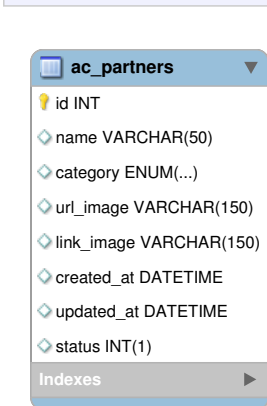 ac_partners
id INT
name VARCHAR(50)
category ENUM(...)
url_image VARCHAR(150)
link_image VARCHAR(150)
created_at DATETIME
updated_at DATETIME
status INT(1)
Indexes